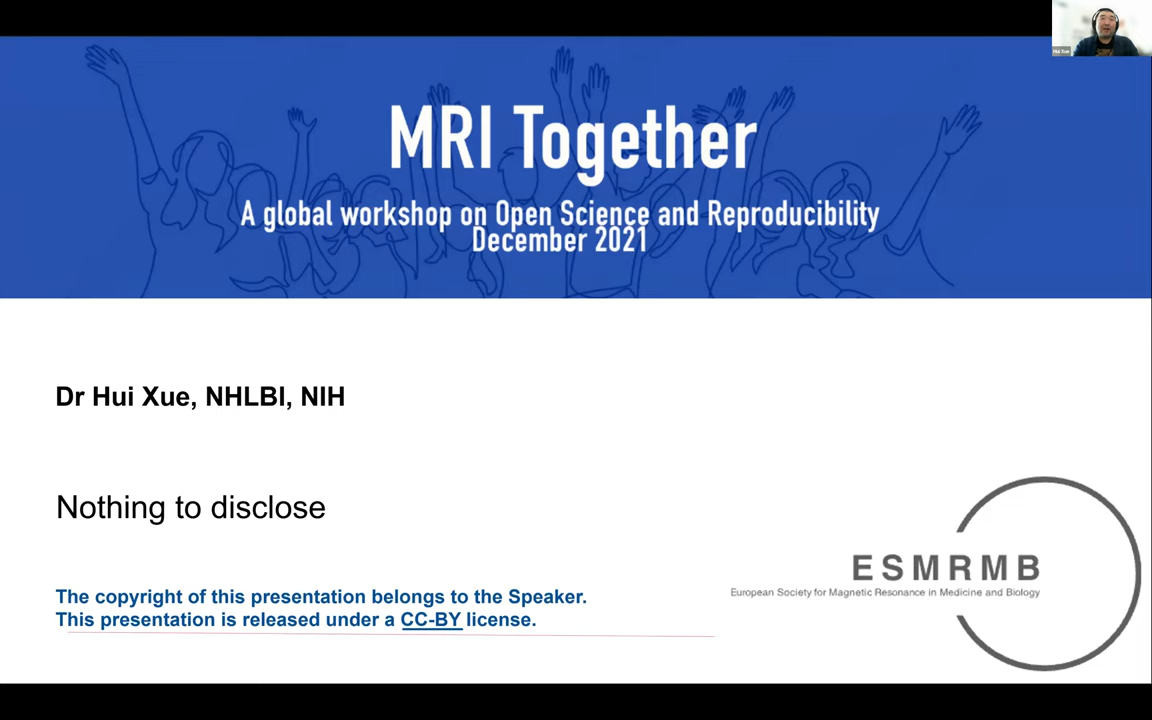 Hui Xue
MRI Together
A global workshop on Open Science and Reproducibility
December 2021
Dr Hui Xue, NHLBI, NIH
Nothing to disclose
The copyright of this presentation belongs to the Speaker.
This presentation is released under a CC-BY license.
ESMRMB
European Society for Magnetic Resonance in Medicine and Biology